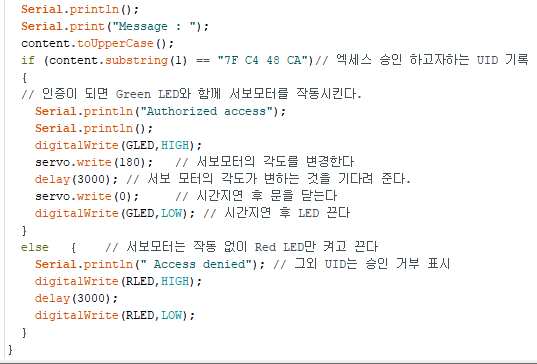 Serial.println();
Serial.print("Message : ");
content.toUpperCase();
if (content.substring(1) == "7F C4 48 CA")// 엑세스 승인 하고자하는 UID 기록
{
// 인증이 되면 Green LED와 함께 서보모터를 작동시킨다.
Serial.println("Authorized access");
Serial.println();
digitalWrite(GLED,HIGH);
servo.write(180);   // 서보모터의 각도를 변경한다
delay(3000); // 서보 모터의 각도가 변하는 것을 기다려 준다.
servo.write(0);     // 시간지연 후 문을 닫는다
digitalWrite(GLED,LOW); // 시간지연 후 LED 끈다
}
else   {    // 서보모터는 작동 없이 Red LED만 켜고 끈다
Serial.println(" Access denied"); // 그외 UID는 승인 거부 표시
digitalWrite(RLED,HIGH);
delay(3000);
digitalWrite(RLED,LOW);
}
}